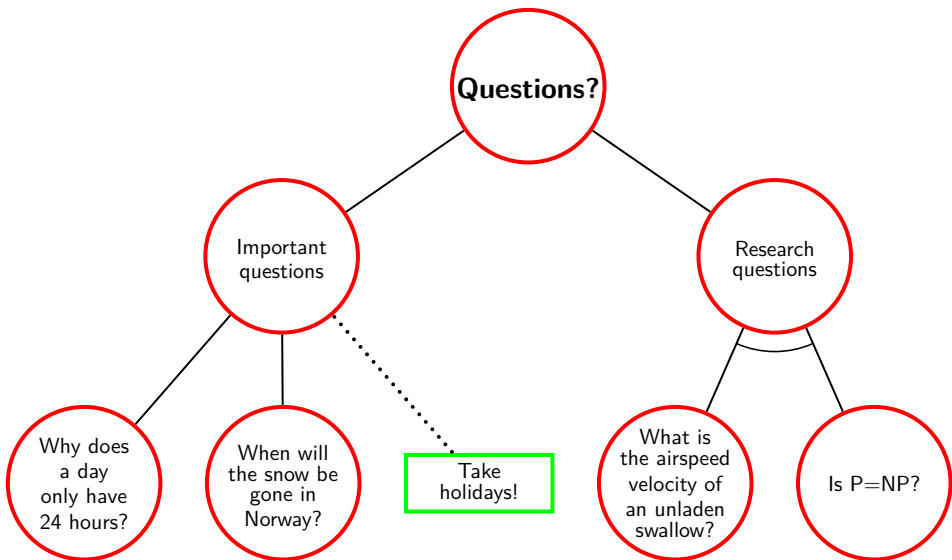 Questions?
Important
questions
Research
questions
Why does
a day
only have
24 hours?
When will
the snow be
gone in
Norway?
Take
holidays!
What is
the airspeed
velocity of
an unladen
swallow?
Is P=NP?